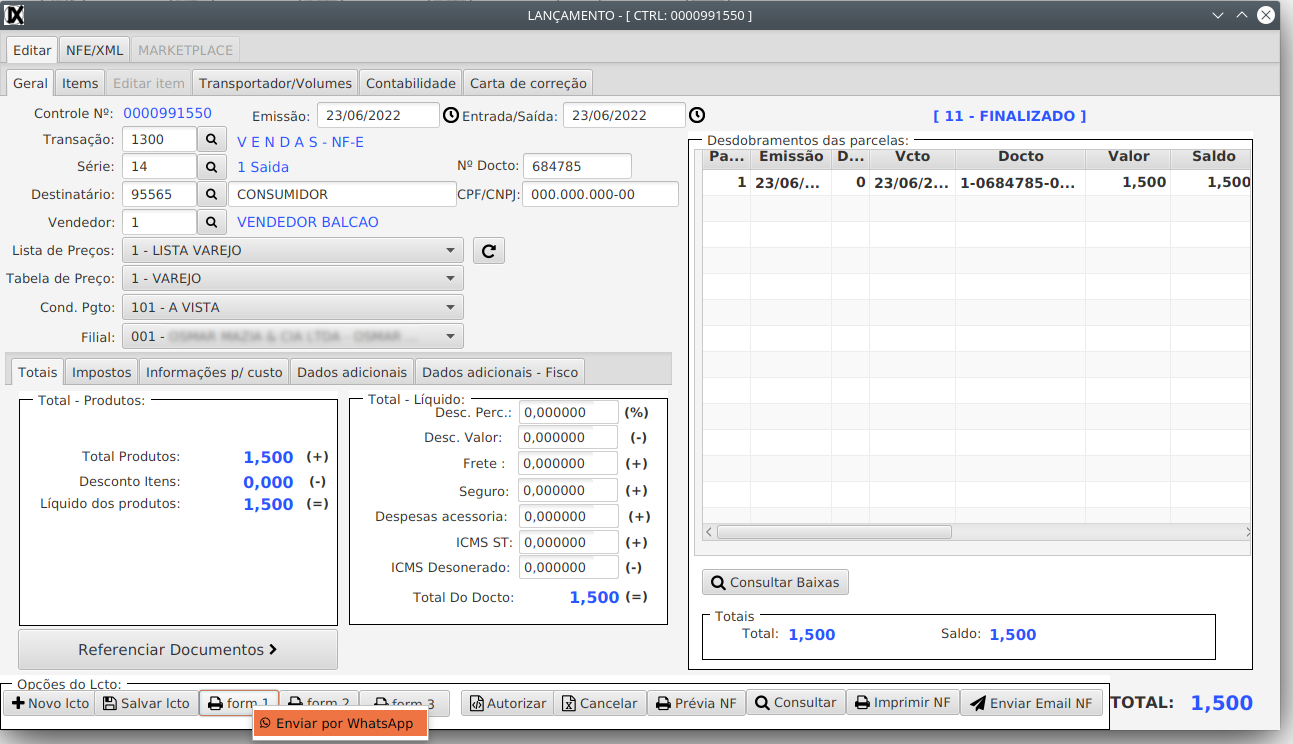 LANÇAMENTO - [ CTRL: 0000991550 ]
Editar NFE/XML MARKETPLACE
Geral Items Editar item Transportador/Volumes Contabilidade Carta de correção
Controle Nº: 0000991550 Emissão: 23/06/2022 Entrada/Saída: 23/06/2022 [ 11 - FINALIZADO ]
Transação: 1300 V E N D A S - NF-E
Série: 14 1 Saida Nº Docto: 684785
Destinatário: 95565 CONSUMIDOR CPF/CNPJ: 000.000.000-00
Vendedor: 1 VENDEDOR BALCAO
Lista de Preços: 1 - LISTA VAREJO
Tabela de Preço: 1 - VAREJO
Cond. Pgto: 101 - A VISTA
Filial: 001 -
Desdobramentos das parcelas:
Pa... Emissão D... Vcto Docto Valor Saldo
1 23/06/... 0 23/06/2... 1-0684785-0... 1,500 1,500
Consultar Baixas
Totais
Total: 1,500 Saldo: 1,500
Totais Impostos Informações p/ custo Dados adicionais Dados adicionais - Fisco
Total - Produtos:
Total Produtos: 1,500 (+)
Desconto Itens: 0,000 (-)
Líquido dos produtos: 1,500 (=)
Total - Líquido:
Desc. Perc.: 0,000000 (%)
Desc. Valor: 0,000000 (-)
Frete : 0,000000 (+)
Seguro: 0,000000 (+)
Despesas acessoria: 0,000000 (+)
ICMS ST: 0,000000 (+)
ICMS Desonerado: 0,000000 (-)
Total Do Docto: 1,500 (=)
Referenciar Documentos
Opções do Lcto:
Novo lcto Salvar lcto form 1 form 2 form 3 Autorizar Cancelar Prévia NF Consultar Imprimir NF Enviar Email NF TOTAL: 1,500
Enviar por WhatsApp